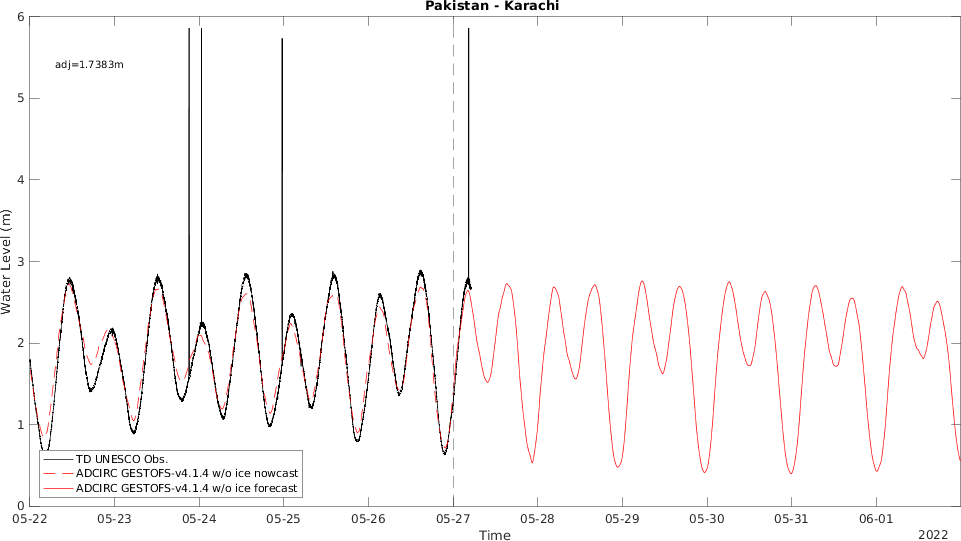 Pakistan - Karachi
6
adj=1.7383m
5
4
3
2
1
0
Water Level (m)
TD UNESCO Obs.
ADCIRC GESTOFS-v4.1.4 w/o ice nowcast
ADCIRC GESTOFS-v4.1.4 w/o ice forecast
05-22 05-23 05-24 05-25 05-26 05-27 05-28 05-29 05-30 05-31 06-01
Time
2022